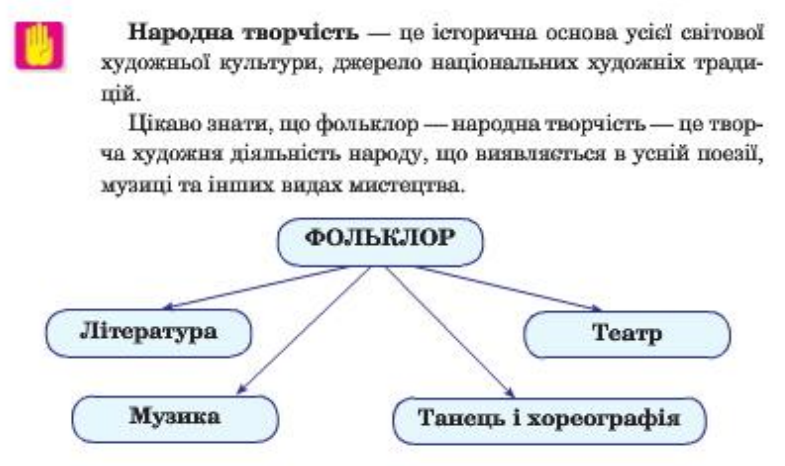 Народна творчість — це історична основа усієї світової
художньої культури, джерело національних художніх тради-
цій.
Цікаво знати, що фольклор — народна творчість — це твор-
ча художня діяльність народу, що виявляється в усній поезії,
музиці та інших видах мистецтва.
ФОЛЬКЛОР
Література
Театр
Музика
Танець і хореографія